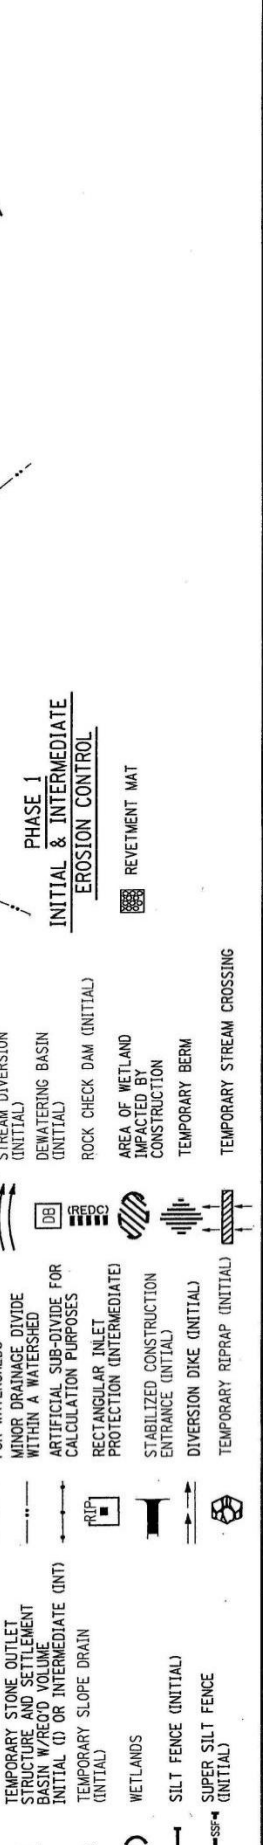 TEMPORARY STONE OUTLET
STRUCTURE AND SETTLEMENT
BASIN W/REQ'D VOLUME
INITIAL (I) OR INTERMEDIATE (INT)
TEMPORARY SLOPE DRAIN
(INITIAL)
WETLANDS
SILT FENCE (INITIAL)
SSF
SUPER SILT FENCE
(INITIAL)
MINOR DRAINAGE DIVIDE
WITHIN A WATERSHED
ARTIFICIAL SUB-DIVIDE FOR
CALCULATION PURPOSES
RIP
RECTANGULAR INLET
PROTECTION (INTERMEDIATE)
STABILIZED CONSTRUCTION
ENTRANCE (INTIAL)
DIVERSION DIKE (INITIAL)
TEMPORARY RIPRAP (INITIAL)
STREAM DIVERSION
(INITIAL)
DB
DEWATERING BASIN
(INITIAL)
(REDC)
ROCK CHECK DAM (INITIAL)
AREA OF WETLAND
IMPACTED BY
CONSTRUCTION
TEMPORARY BERM
TEMPORARY STREAM CROSSING
PHASE 1
INITIAL & INTERMEDIATE
EROSION CONTROL
REVETMENT MAT